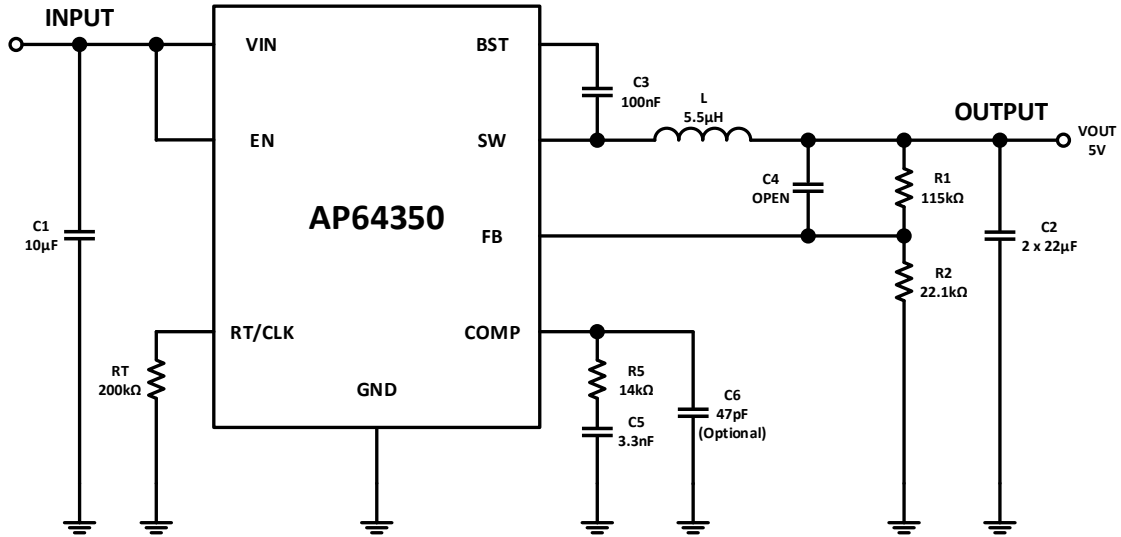 INPUT
VIN
BST
C3
100nF
L
5.5µH
OUTPUT
VOUT
5V
EN
SW
C4
OPEN
R1
115kΩ
AP64350
C1
10µF
FB
C2
2 x 22µF
R2
22.1kΩ
RT/CLK
COMP
RT
200kΩ
GND
R5
14kΩ
C6
47pF
(Optional)
C5
3.3nF